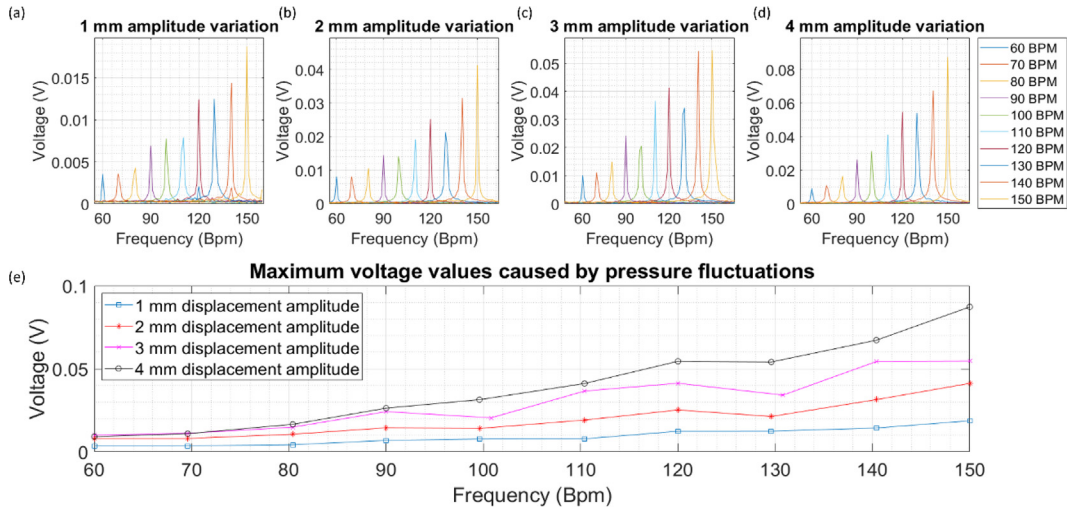 (a)
1 mm amplitude variation
Voltage (V)
0.015
0.01
0.005
0
60
90
120
150
Frequency (Bpm)
(b)
2 mm amplitude variation
Voltage (V)
0.04
0.03
0.02
0.01
0
60
90
120
150
Frequency (Bpm)
(c)
3 mm amplitude variation
Voltage (V)
0.05
0.04
0.03
0.02
0.01
0
60
90
120
150
Frequency (Bpm)
(d)
4 mm amplitude variation
Voltage (V)
0.08
0.06
0.04
0.02
0
60
90
120
150
Frequency (Bpm)
60 BPM
70 BPM
80 BPM
90 BPM
100 BPM
110 BPM
120 BPM
130 BPM
140 BPM
150 BPM
(e)
Maximum voltage values caused by pressure fluctuations
Voltage (V)
0.1
0.05
0
1 mm displacement amplitude
2 mm displacement amplitude
3 mm displacement amplitude
4 mm displacement amplitude
60
70
80
90
100
110
120
130
140
150
Frequency (Bpm)